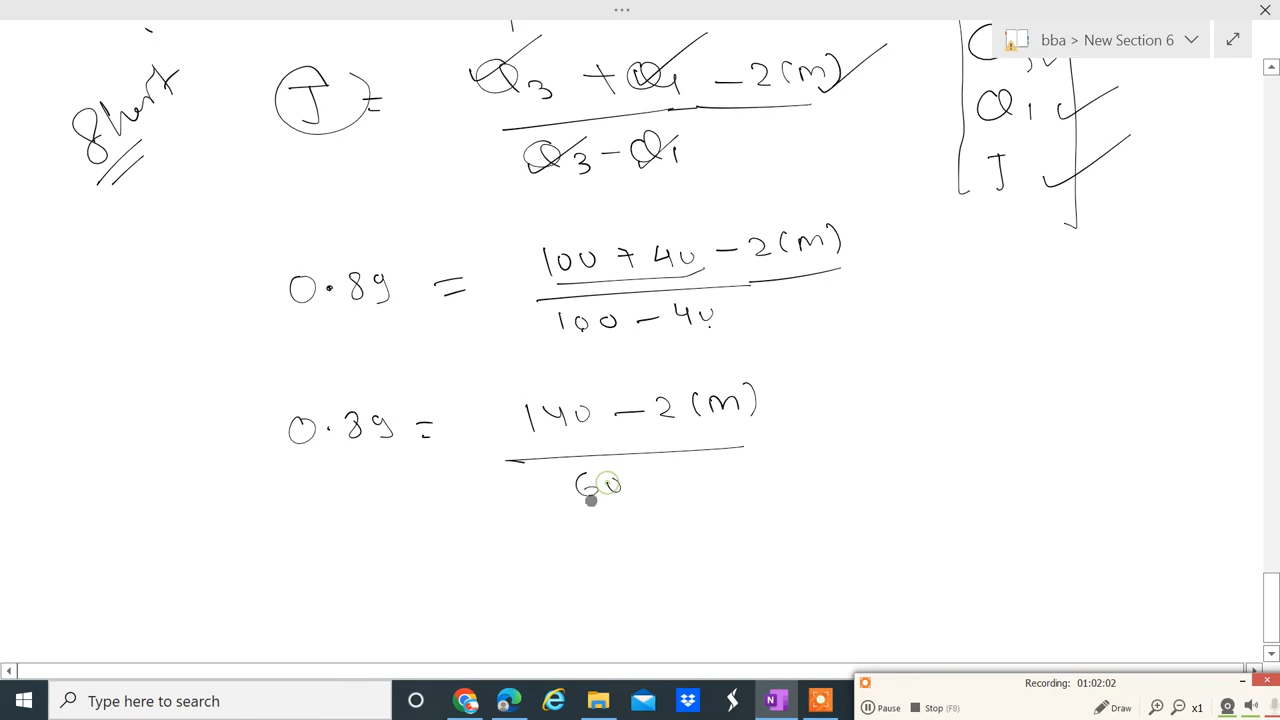 bba > New Section 6
Short
J = Q3 + Q1 - 2(m)
Q3 - Q1
Q1
J
0.89 = 100 + 40 - 2(m)
100 - 40
0.89 = 140 - 2(m)
60
Type here to search
Recording: 01:02:02
Pause Stop (F8) Draw x1